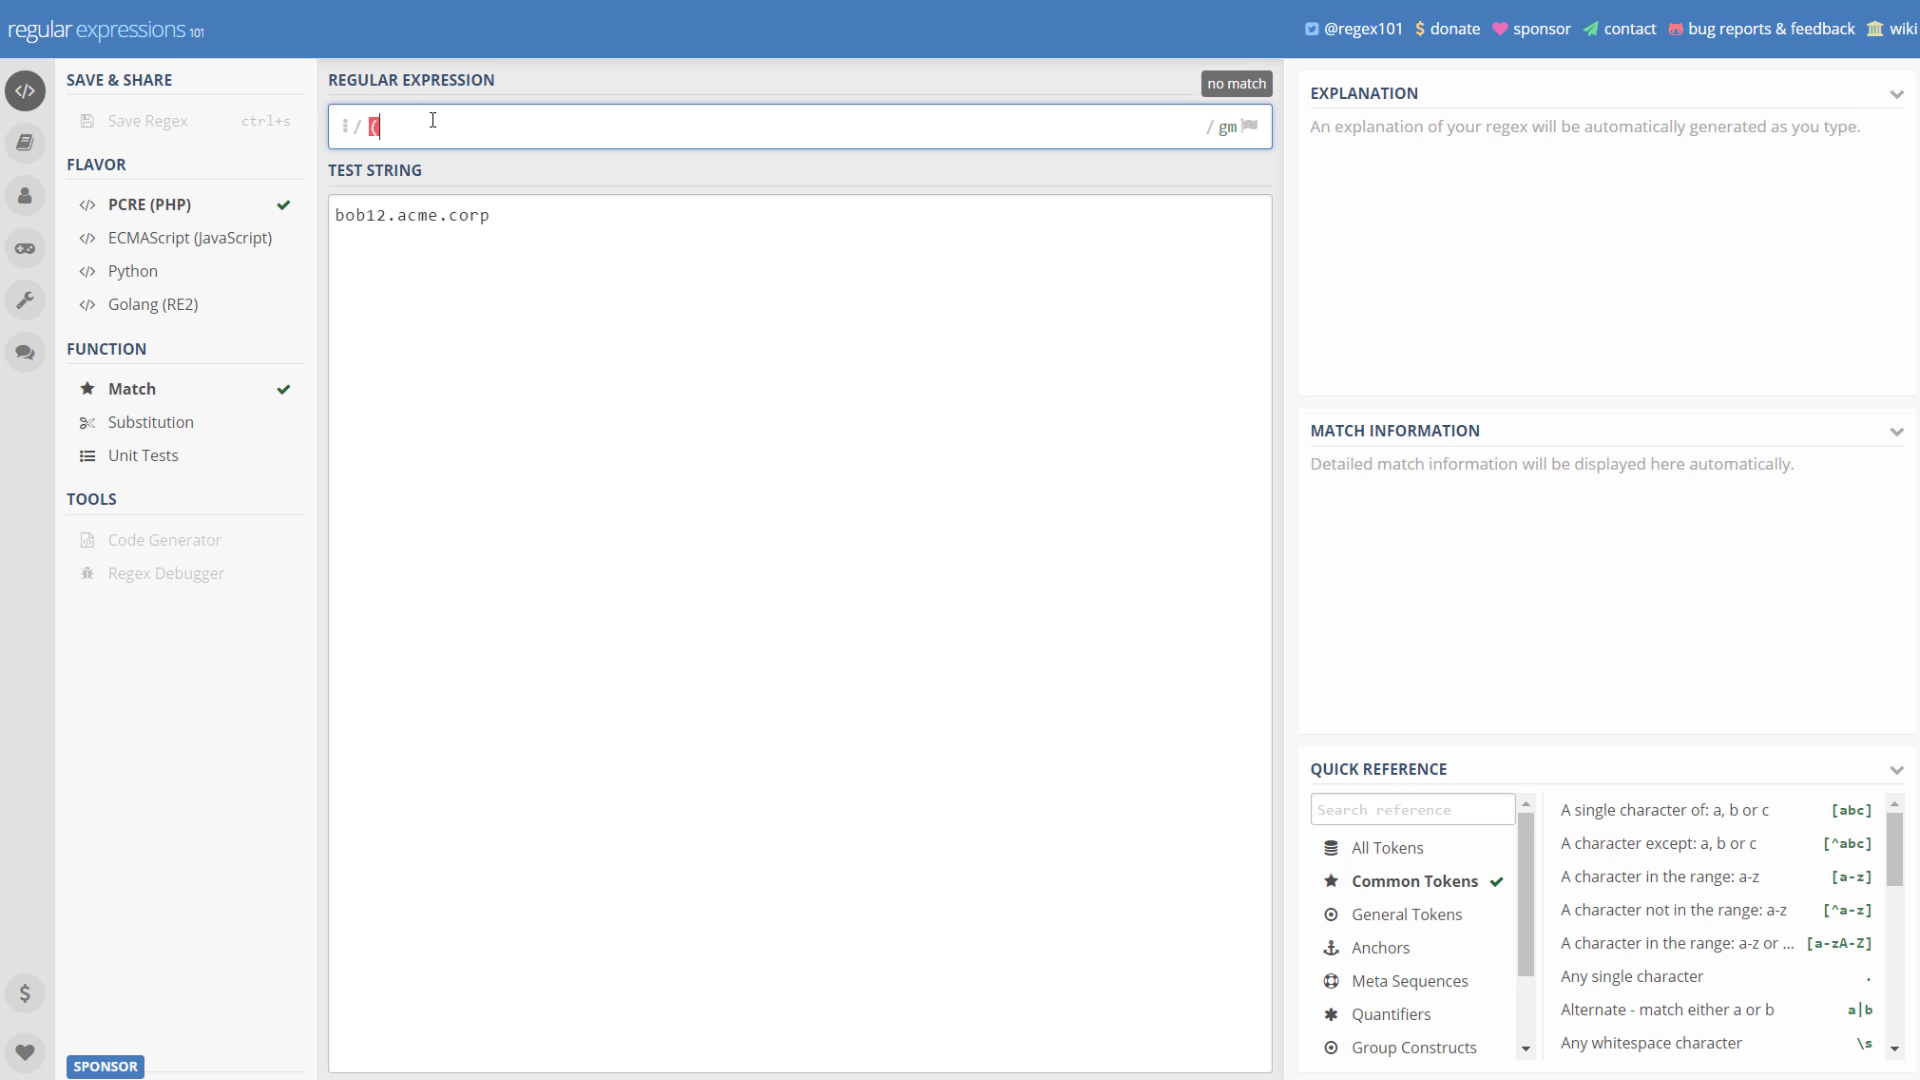 regular expressions 101
@regex101
$ donate
sponsor
contact
bug reports & feedback
wiki
SAVE & SHARE
Save Regex ctrl+s
FLAVOR
</> PCRE (PHP)
</> ECMAScript (JavaScript)
</> Python
</> Golang (RE2)
FUNCTION
Match
Substitution
Unit Tests
TOOLS
Code Generator
Regex Debugger
SPONSOR
REGULAR EXPRESSION
no match
/ (
/ gm
TEST STRING
bob12.acme.corp
EXPLANATION
An explanation of your regex will be automatically generated as you type.
MATCH INFORMATION
Detailed match information will be displayed here automatically.
QUICK REFERENCE
Search reference
All Tokens
Common Tokens
General Tokens
Anchors
Meta Sequences
Quantifiers
Group Constructs
A single character of: a, b or c [abc]
A character except: a, b or c [^abc]
A character in the range: a-z [a-z]
A character not in the range: a-z [^a-z]
A character in the range: a-z or ... [a-zA-Z]
Any single character .
Alternate - match either a or b a|b
Any whitespace character \s